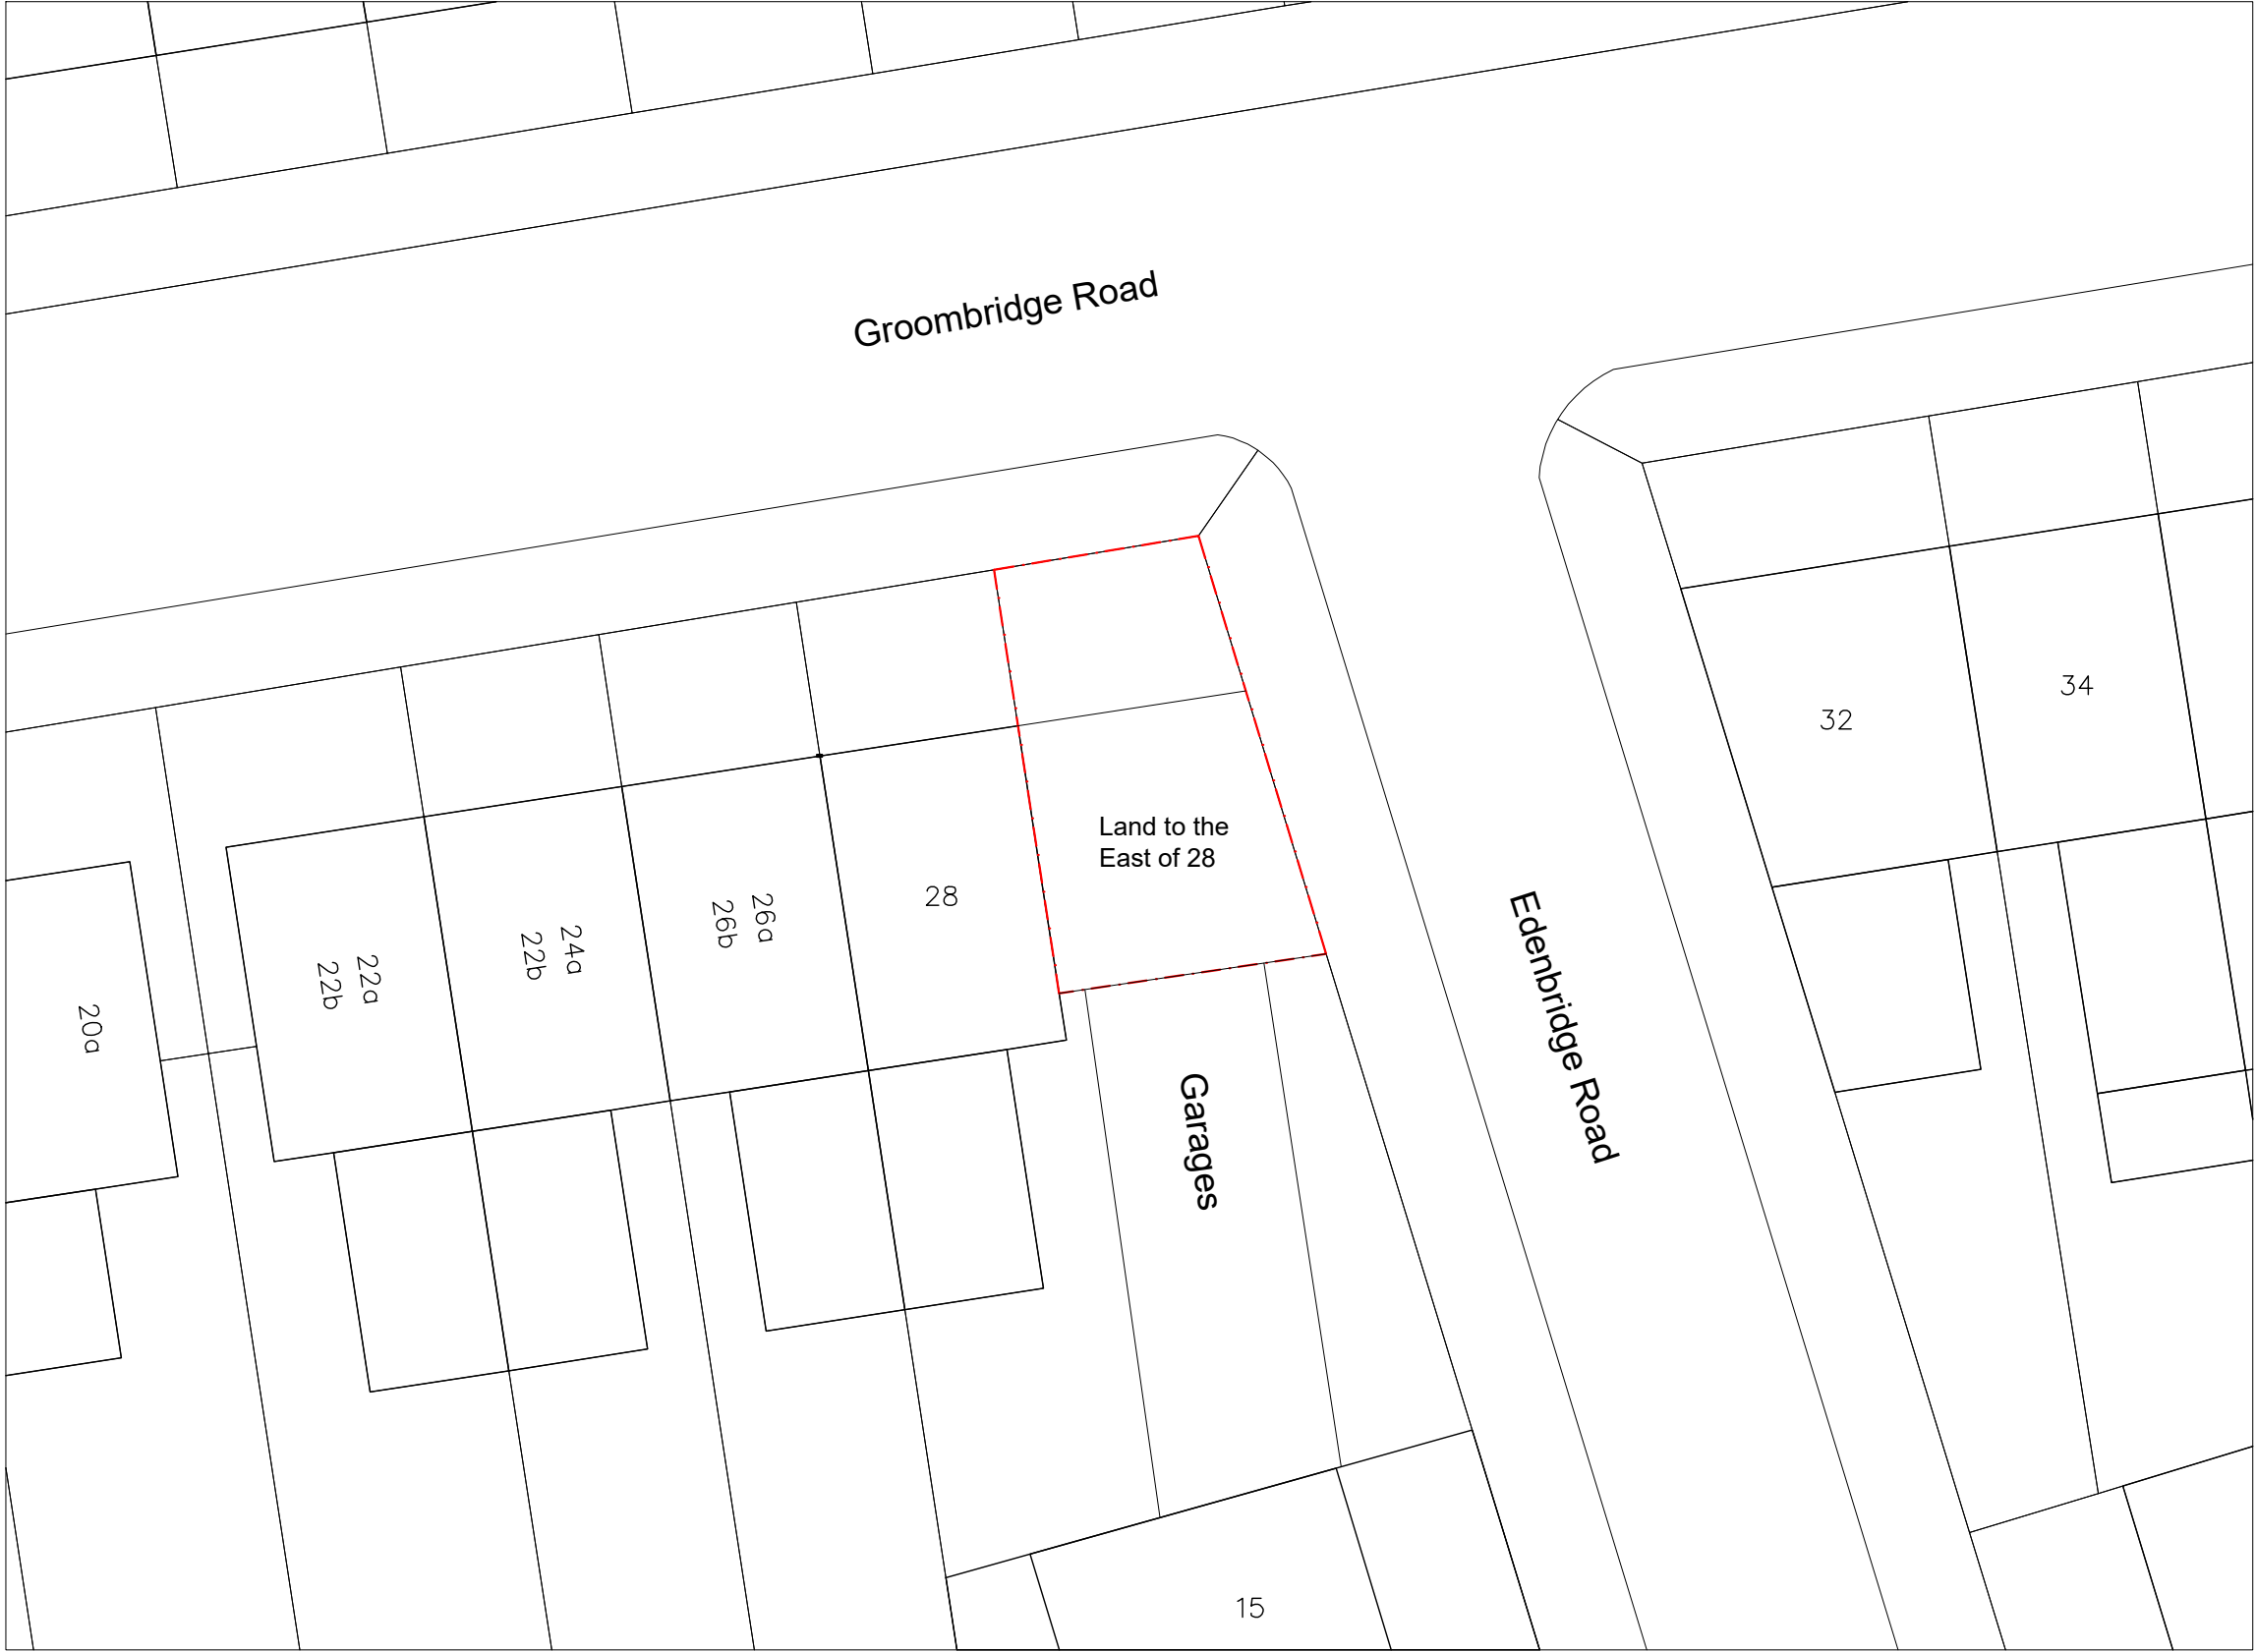 Groombridge Road
34
32
Land to the
East of 28
28
26a
26b
24a
22b
22a
22b
20a
Edenbridge Road
Garages
15